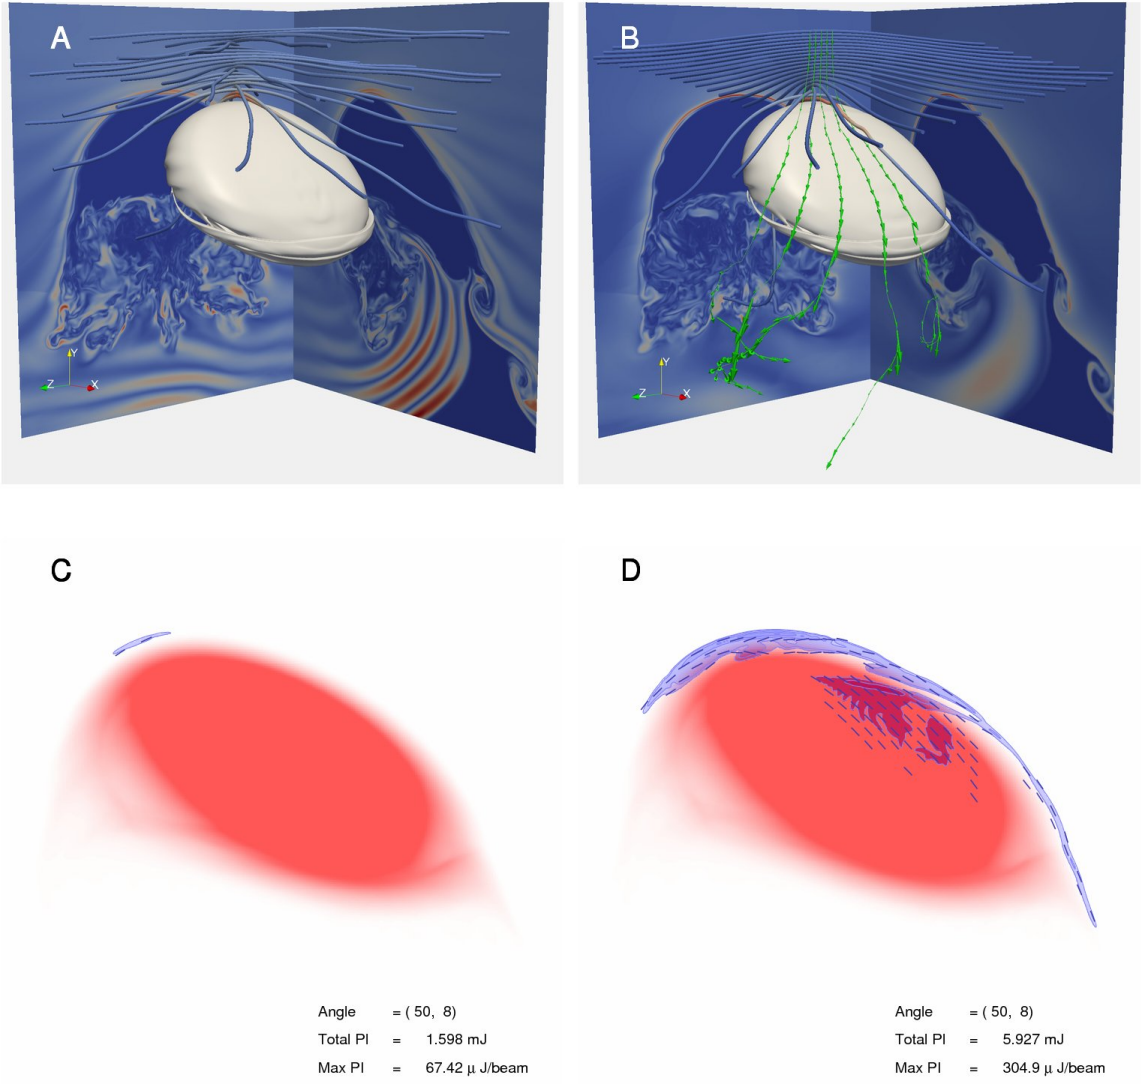 A
B
Y
Z
X
Y
Z
X
C
D
Angle = ( 50, 8)
Total PI = 1.598 mJ
Max PI = 67.42 μ J/beam
Angle = ( 50, 8)
Total PI = 5.927 mJ
Max PI = 304.9 μ J/beam